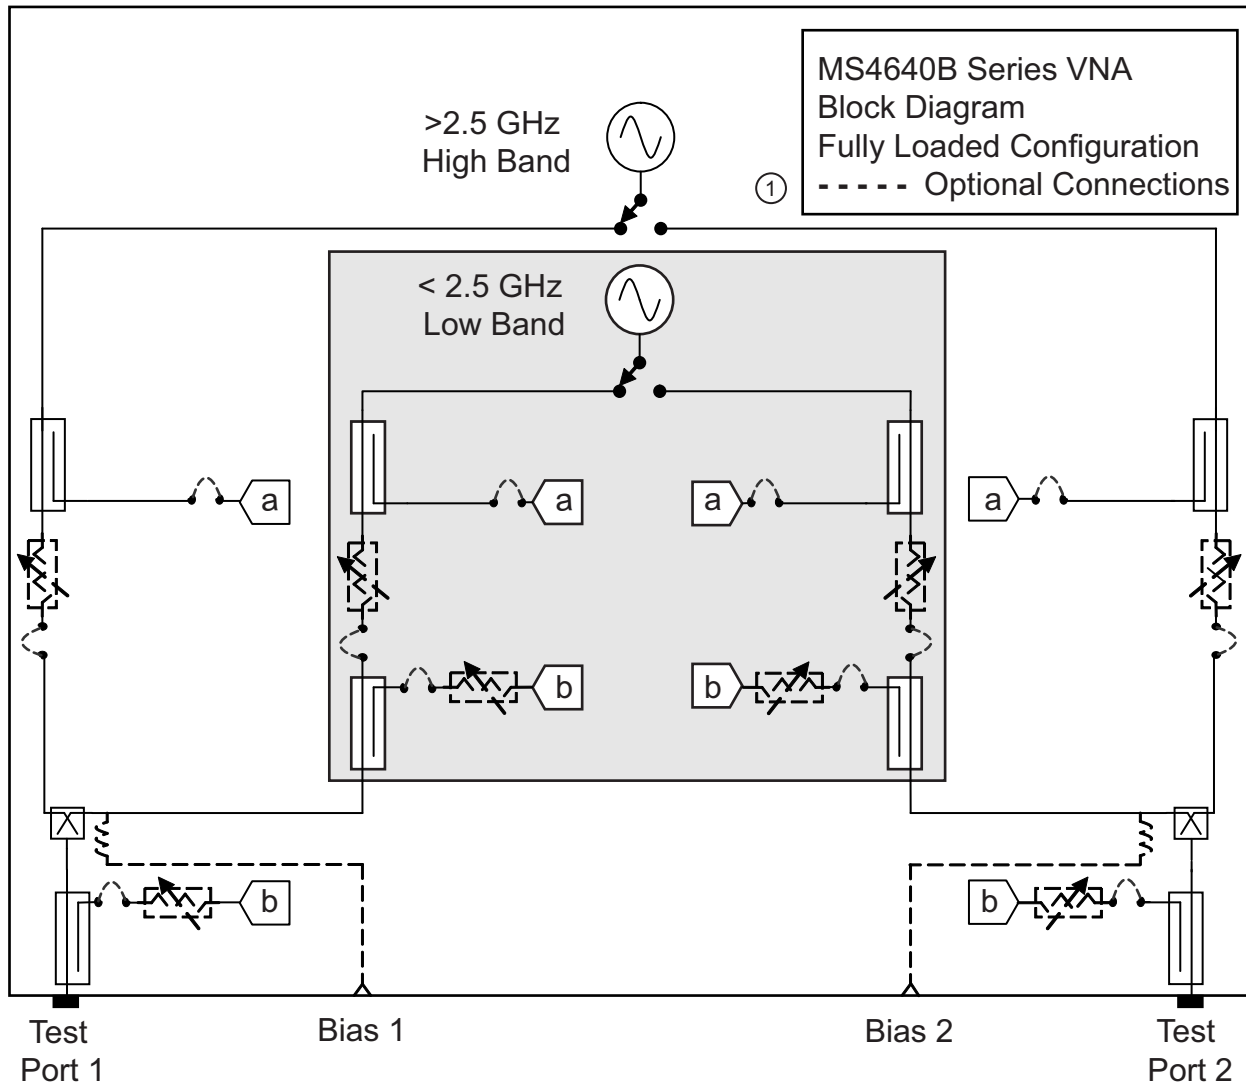 MS4640B Series VNA
Block Diagram
Fully Loaded Configuration
----- Optional Connections
①
>2.5 GHz
High Band
< 2.5 GHz
Low Band
a
a
a
a
b
b
b
b
Test
Port 1
Bias 1
Bias 2
Test
Port 2